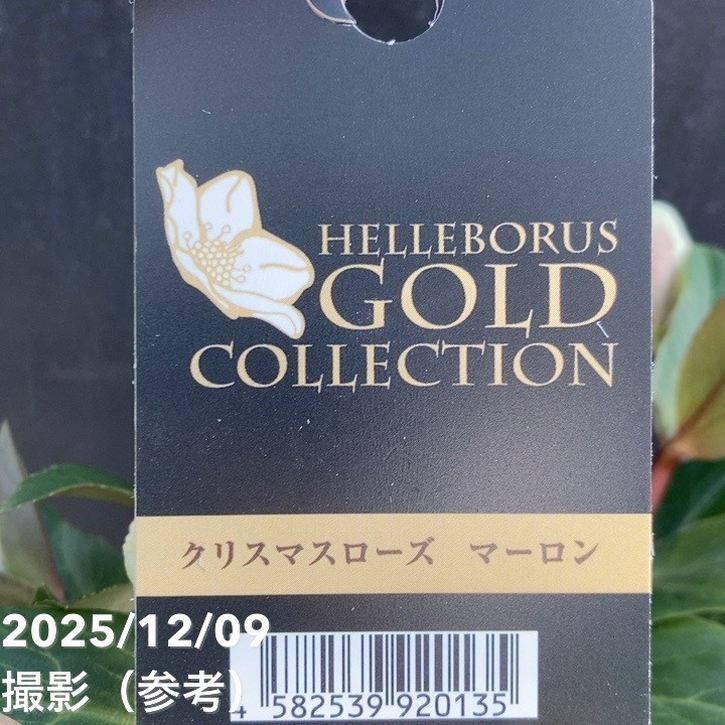 HELLEBORUS
GOLD
COLLECTION
クリスマスローズ　マーロン
2025/12/09
撮影（参考）
4 582539 920135